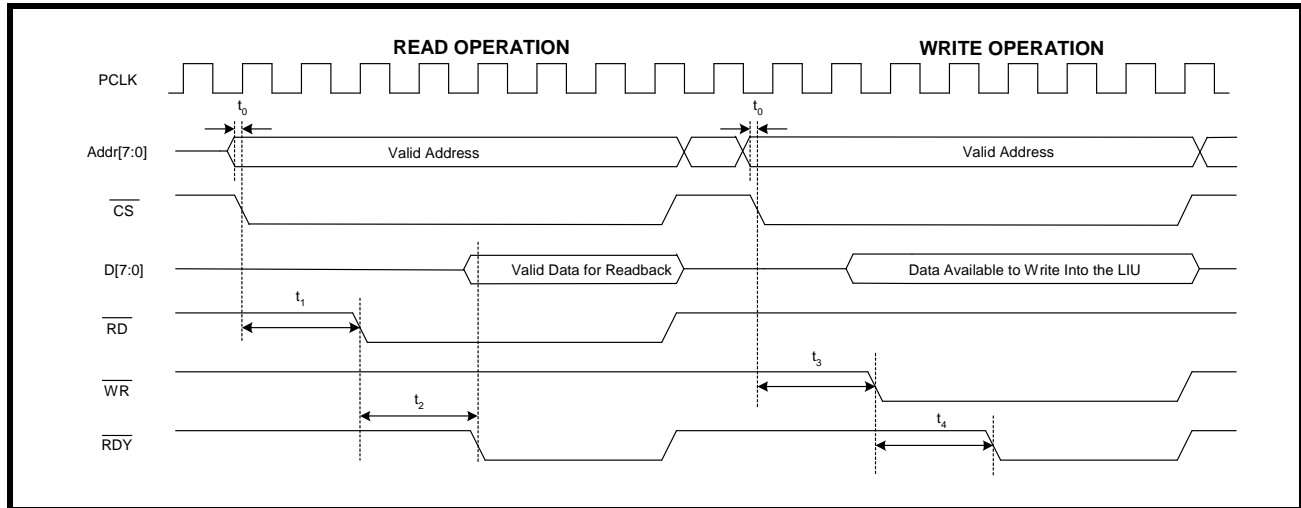 READ OPERATION WRITE OPERATION
PCLK
t0 t0
Addr[7:0] Valid Address Valid Address
CS
D[7:0] Valid Data for Readback Data Available to Write Into the LIU
t1
RD
t3
WR
t2
t4
RDY